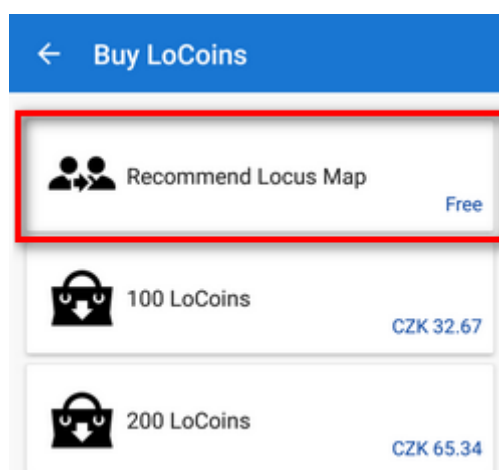 Buy LoCoins
Recommend Locus Map
Free
100 LoCoins
CZK 32.67
200 LoCoins
CZK 65.34